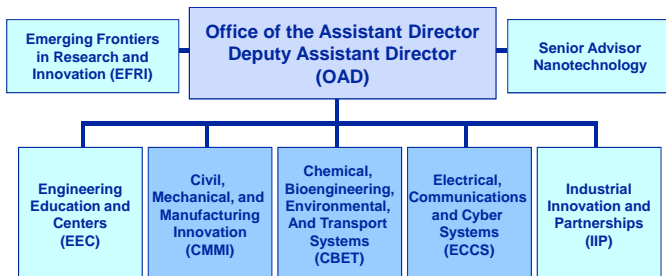 Emerging Frontiers
in Research and
Innovation (EFRI)
Office of the Assistant Director
Deputy Assistant Director
(OAD)
Senior Advisor
Nanotechnology
Engineering
Education and
Centers
(EEC)
Civil,
Mechanical, and
Manufacturing
Innovation
(CMMI)
Chemical,
Bioengineering,
Environmental,
And Transport
Systems
(CBET)
Electrical,
Communications
and Cyber
Systems
(ECCS)
Industrial
Innovation and
Partnerships
(IIP)